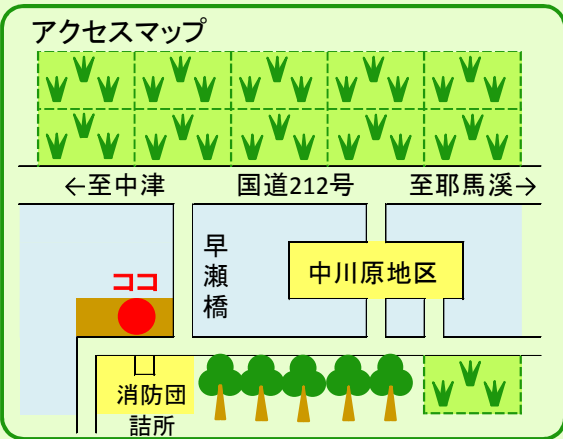 アクセスマップ
←至中津
国道212号
至耶馬溪→
早瀬橋
中川原地区
ココ
消防団
詰所